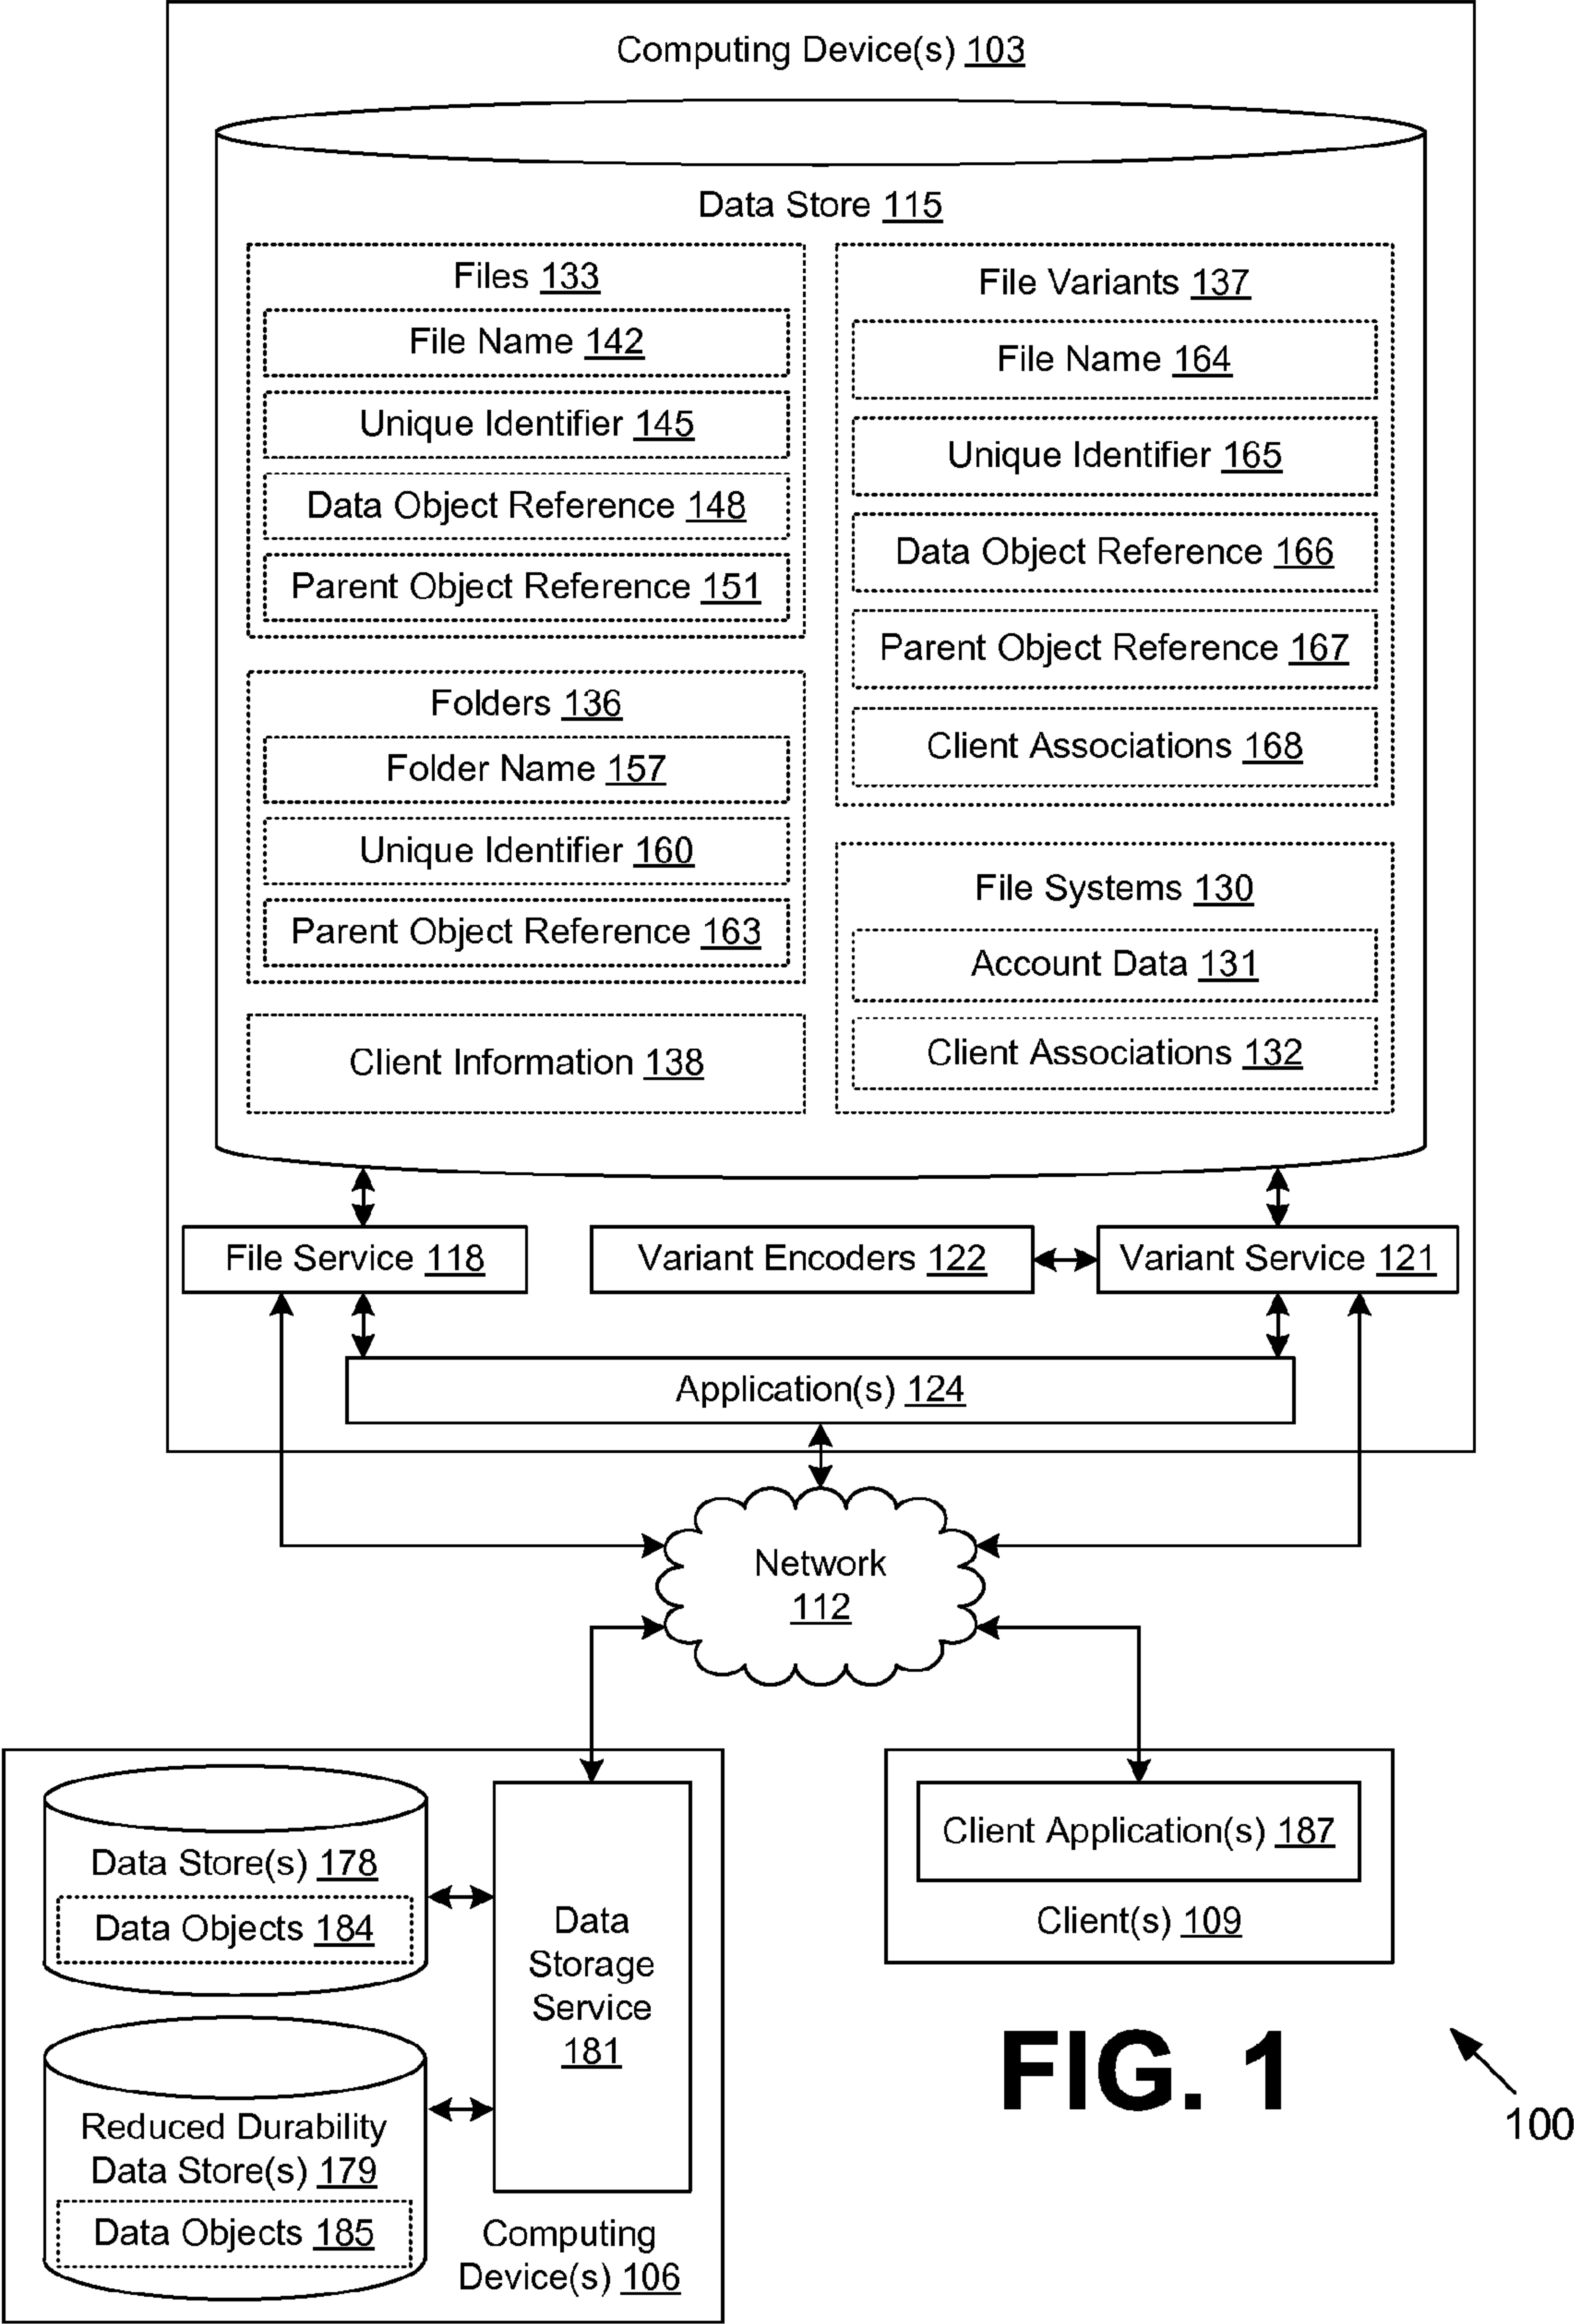 Computing Device(s) 103
Data Store 115
Files 133
File Name 142
Unique Identifier 145
Data Object Reference 148
Parent Object Reference 151
Folders 136
Folder Name 157
Unique Identifier 160
Parent Object Reference 163
Client Information 138
File Variants 137
File Name 164
Unique Identifier 165
Data Object Reference 166
Parent Object Reference 167
Client Associations 168
File Systems 130
Account Data 131
Client Associations 132
File Service 118
Variant Encoders 122
Variant Service 121
Application(s) 124
Network
112
Data Store(s) 178
Data Objects 184
Reduced Durability
Data Store(s) 179
Data Objects 185
Data
Storage
Service
181
Computing
Device(s) 106
Client Application(s) 187
Client(s) 109
FIG. 1
100